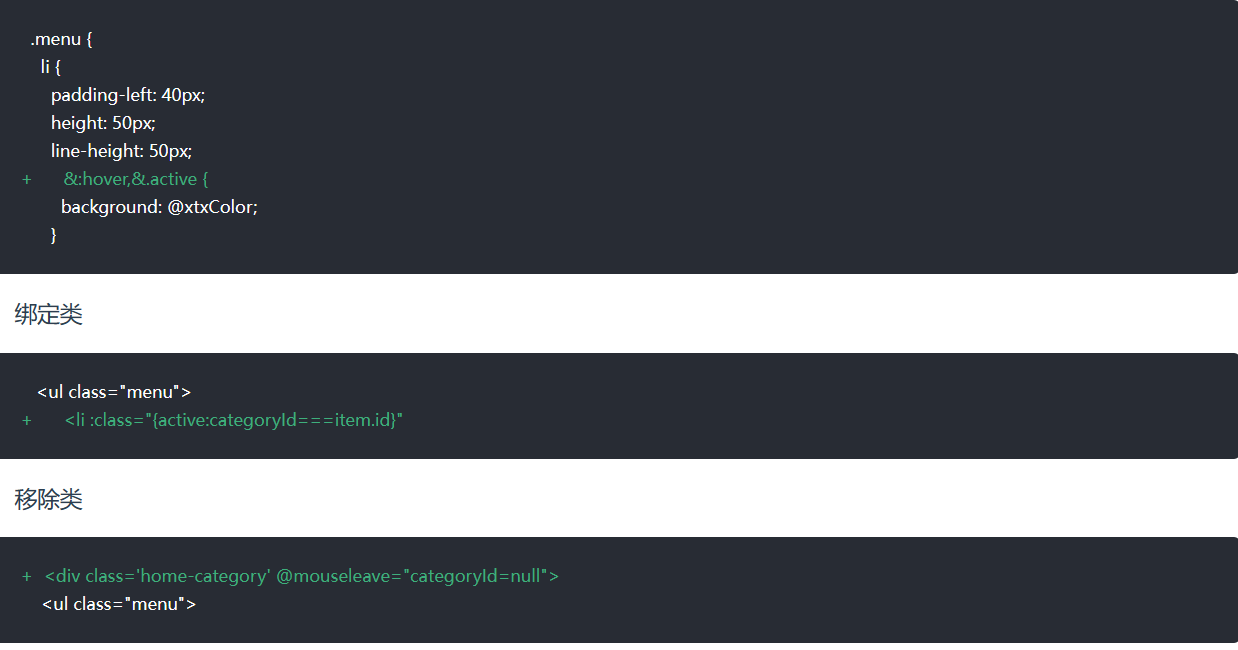 .menu {
li {
padding-left: 40px;
height: 50px;
line-height: 50px;
+ &:hover,&.active {
background: @xtxColor;
}
绑定类
<ul class="menu">
+ <li :class="{active:categoryId===item.id}"
移除类
+ <div class='home-category' @mouseleave="categoryId=null">
<ul class="menu">